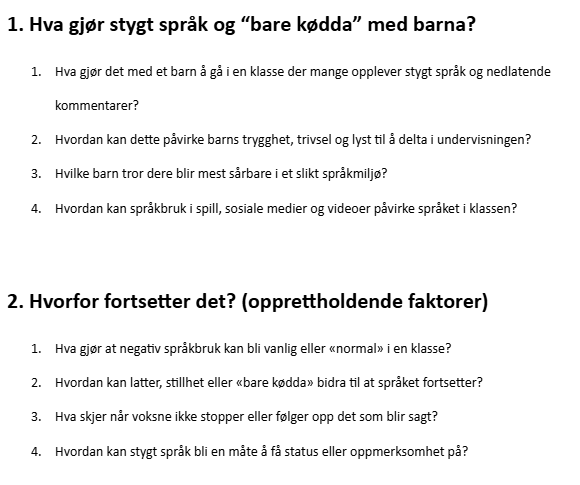 1. Hva gjør stygt språk og “bare kødda” med barna?
1. Hva gjør det med et barn å gå i en klasse der mange opplever stygt språk og nedlatende
kommentarer?
2. Hvordan kan dette påvirke barns trygghet, trivsel og lyst til å delta i undervisningen?
3. Hvilke barn tror dere blir mest sårbare i et slikt språkmiljø?
4. Hvordan kan språkbruk i spill, sosiale medier og videoer påvirke språket i klassen?
2. Hvorfor fortsetter det? (opprettholdende faktorer)
1. Hva gjør at negativ språkbruk kan bli vanlig eller «normal» i en klasse?
2. Hvordan kan latter, stillhet eller «bare kødda» bidra til at språket fortsetter?
3. Hva skjer når voksne ikke stopper eller følger opp det som blir sagt?
4. Hvordan kan stygt språk bli en måte å få status eller oppmerksomhet på?